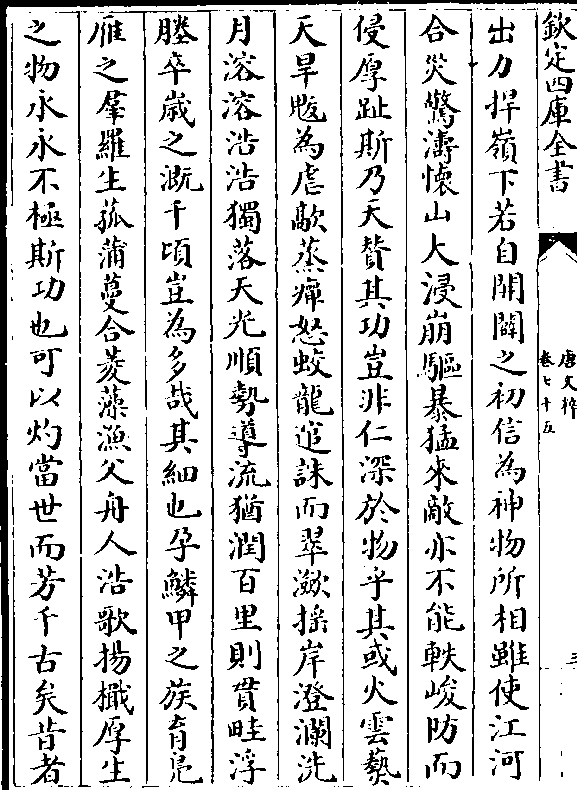 欽定四庫全書
唐文粹
卷七十五
出力捍嶺下若自開闢之初信為神物所相雖使江河
合災驚濤懷山大浸崩驅暴猛來敵亦不能軼峻防而
侵厚趾斯乃天贊其功豈非仁深於物乎其或火雲爇
天旱魃為虐歊蒸癉怒蛟龍逭誅而翠瀲揺岸澄瀾洗
月溶溶浩浩獨落天光順勢導流猶潤百里則貫畦浮
塍卒歲之溉千頃豈為多哉其細也孕鱗甲之族育鳬
雁之羣羅生菰蒲蔓合菱藻漁父舟人浩歌揚檝厚生
之物永永不極斯功也可以灼當世而芳千古矣昔者